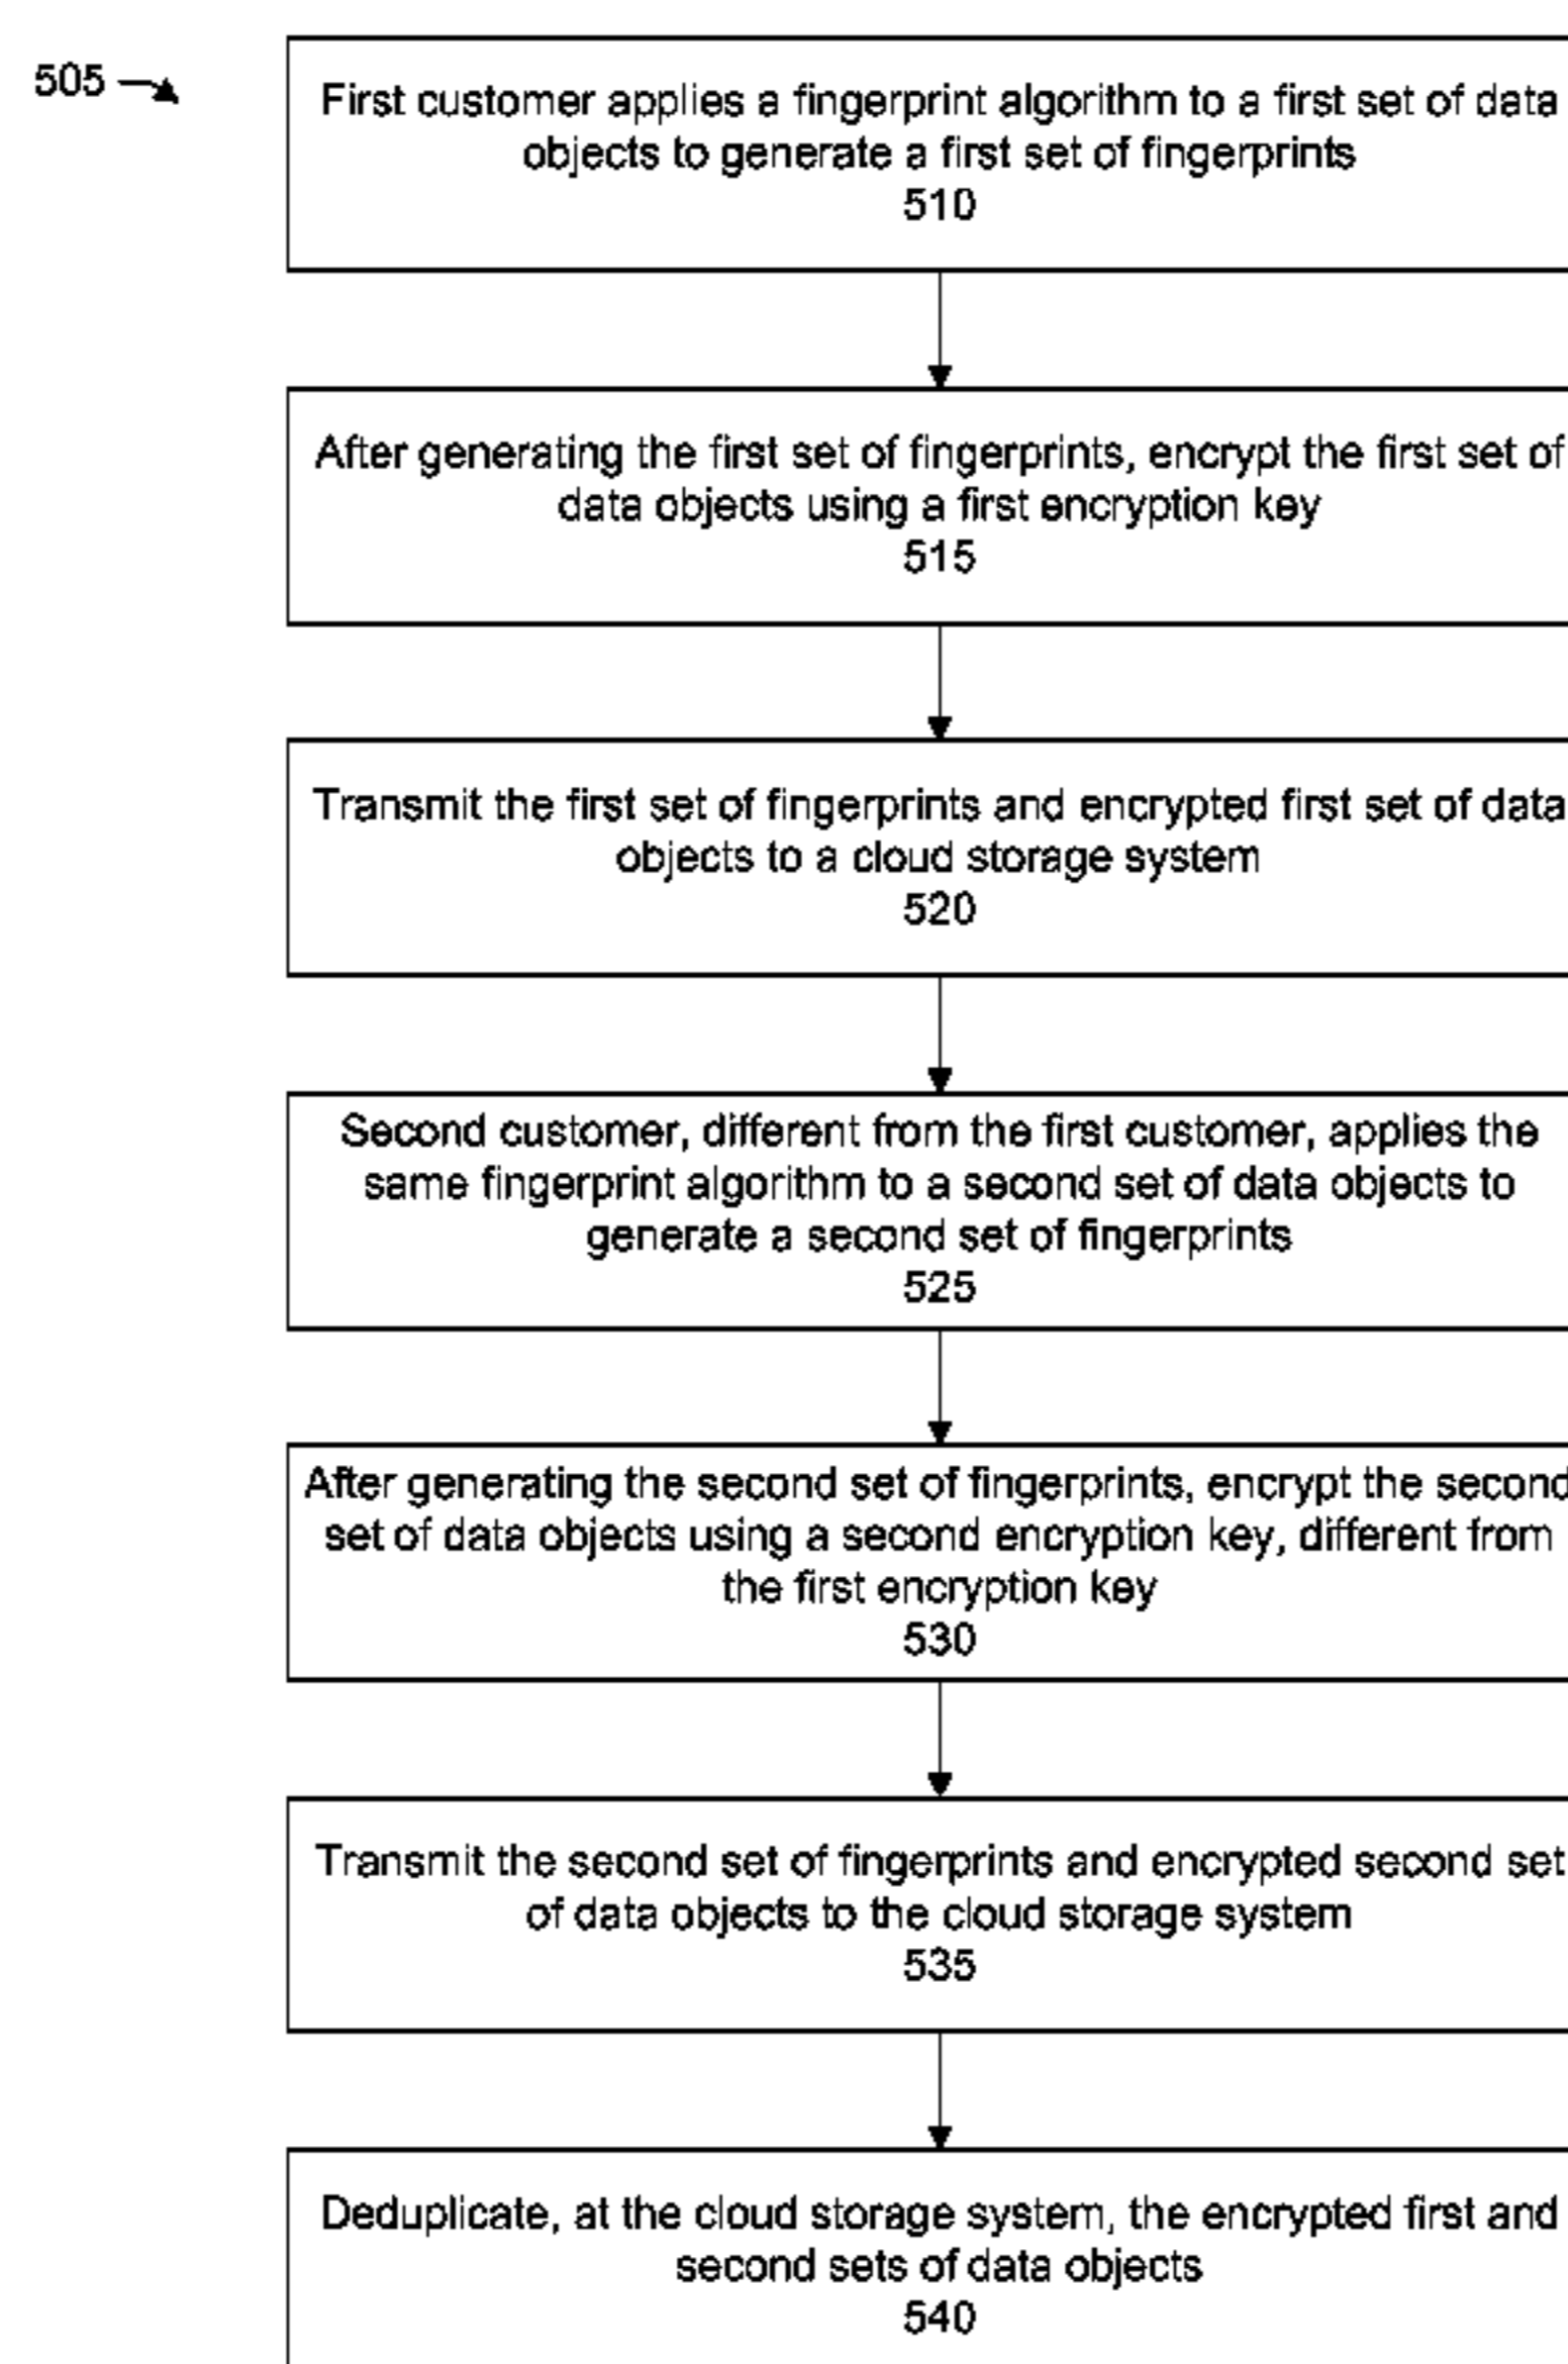 505
First customer applies a fingerprint algorithm to a first set of data
objects to generate a first set of fingerprints
510
After generating the first set of fingerprints, encrypt the first set of
data objects using a first encryption key
515
Transmit the first set of fingerprints and encrypted first set of data
objects to a cloud storage system
520
Second customer, different from the first customer, applies the
same fingerprint algorithm to a second set of data objects to
generate a second set of fingerprints
525
After generating the second set of fingerprints, encrypt the second
set of data objects using a second encryption key, different from
the first encryption key
530
Transmit the second set of fingerprints and encrypted second set
of data objects to the cloud storage system
535
Deduplicate, at the cloud storage system, the encrypted first and
second sets of data objects
540